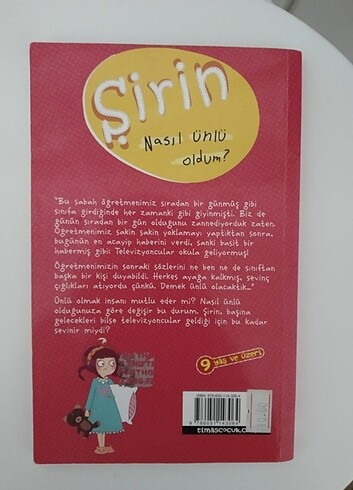 Şirin
Nasıl ünlü
oldum?
"Bu sabah öğretmenimiz sıradan bir günmüş gibi
sınıfa girdiğinde her zamanki gibi giyinmişti. Biz de
günün sıradan bir gün olduğunu zannediyorduk zaten.
Öğretmenimiz sakin sakin yoklamayı yaptıktan sonra,
bugünün en acayip haberini verdi, sanki basit bir
habermiş gibi: Televizyoncular okula geliyormuş!
Öğretmenimizin sonraki sözlerini ne ben ne de sınıftan
başka bir kişi duyabildi. Herkes ayağa kalkmış, sevinç
çığlıkları atıyordu çünkü. Demek ünlü olacaktık..."
Ünlü olmak insanı mutlu eder mi? Nasıl ünlü
olduğunuza göre değişir bu durum. Şirin, başına
gelecekleri bilse televizyoncular geldiği için bu kadar
sevinir miydi?
9 yaş ve üzeri
timascocuk.c
10.00